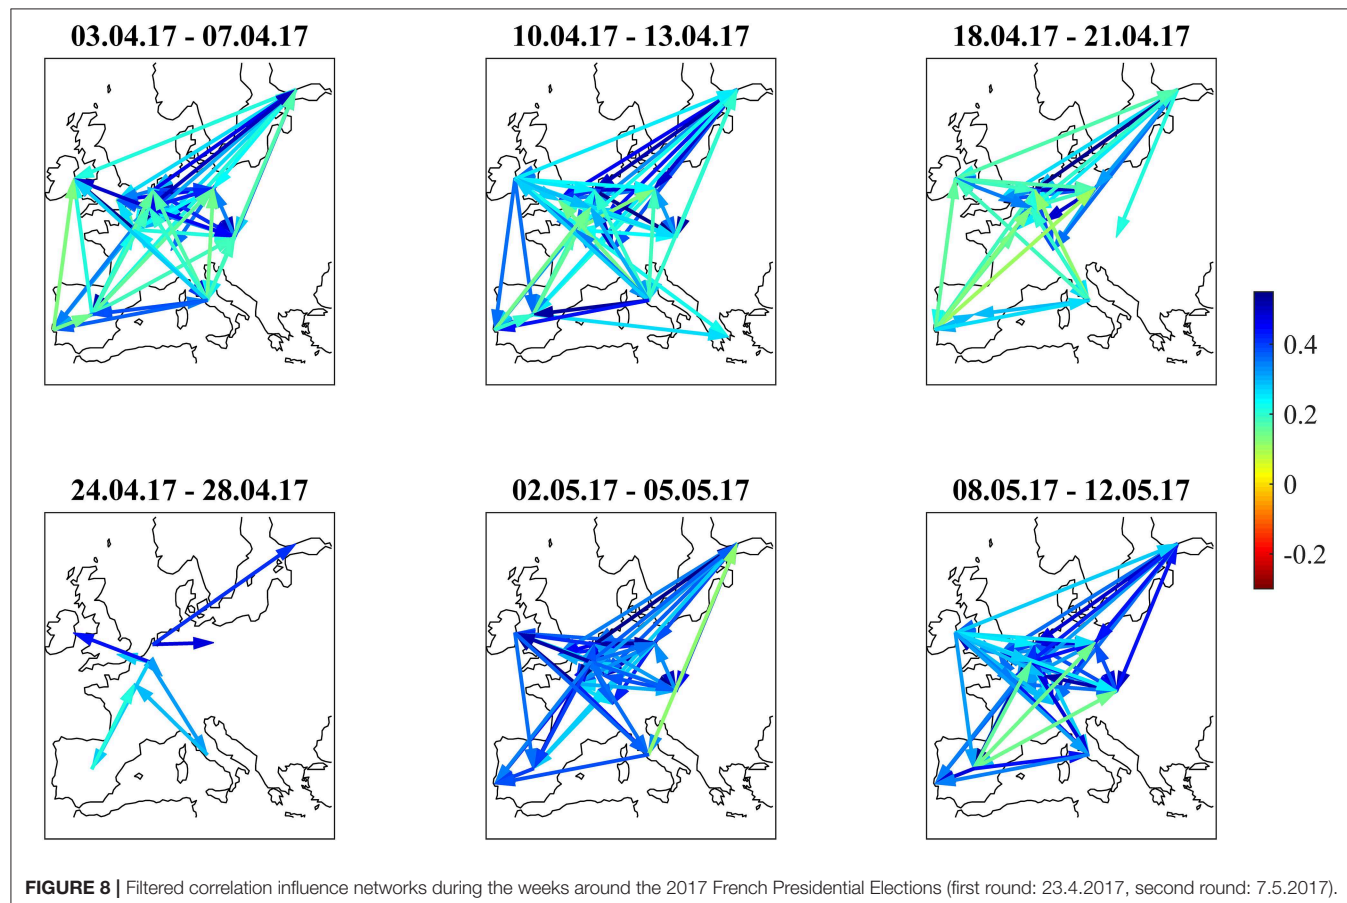 03.04.17 - 07.04.17
10.04.17 - 13.04.17
18.04.17 - 21.04.17
24.04.17 - 28.04.17
02.05.17 - 05.05.17
08.05.17 - 12.05.17
0.4
0.2
0
-0.2
FIGURE 8 | Filtered correlation influence networks during the weeks around the 2017 French Presidential Elections (first round: 23.4.2017, second round: 7.5.2017).